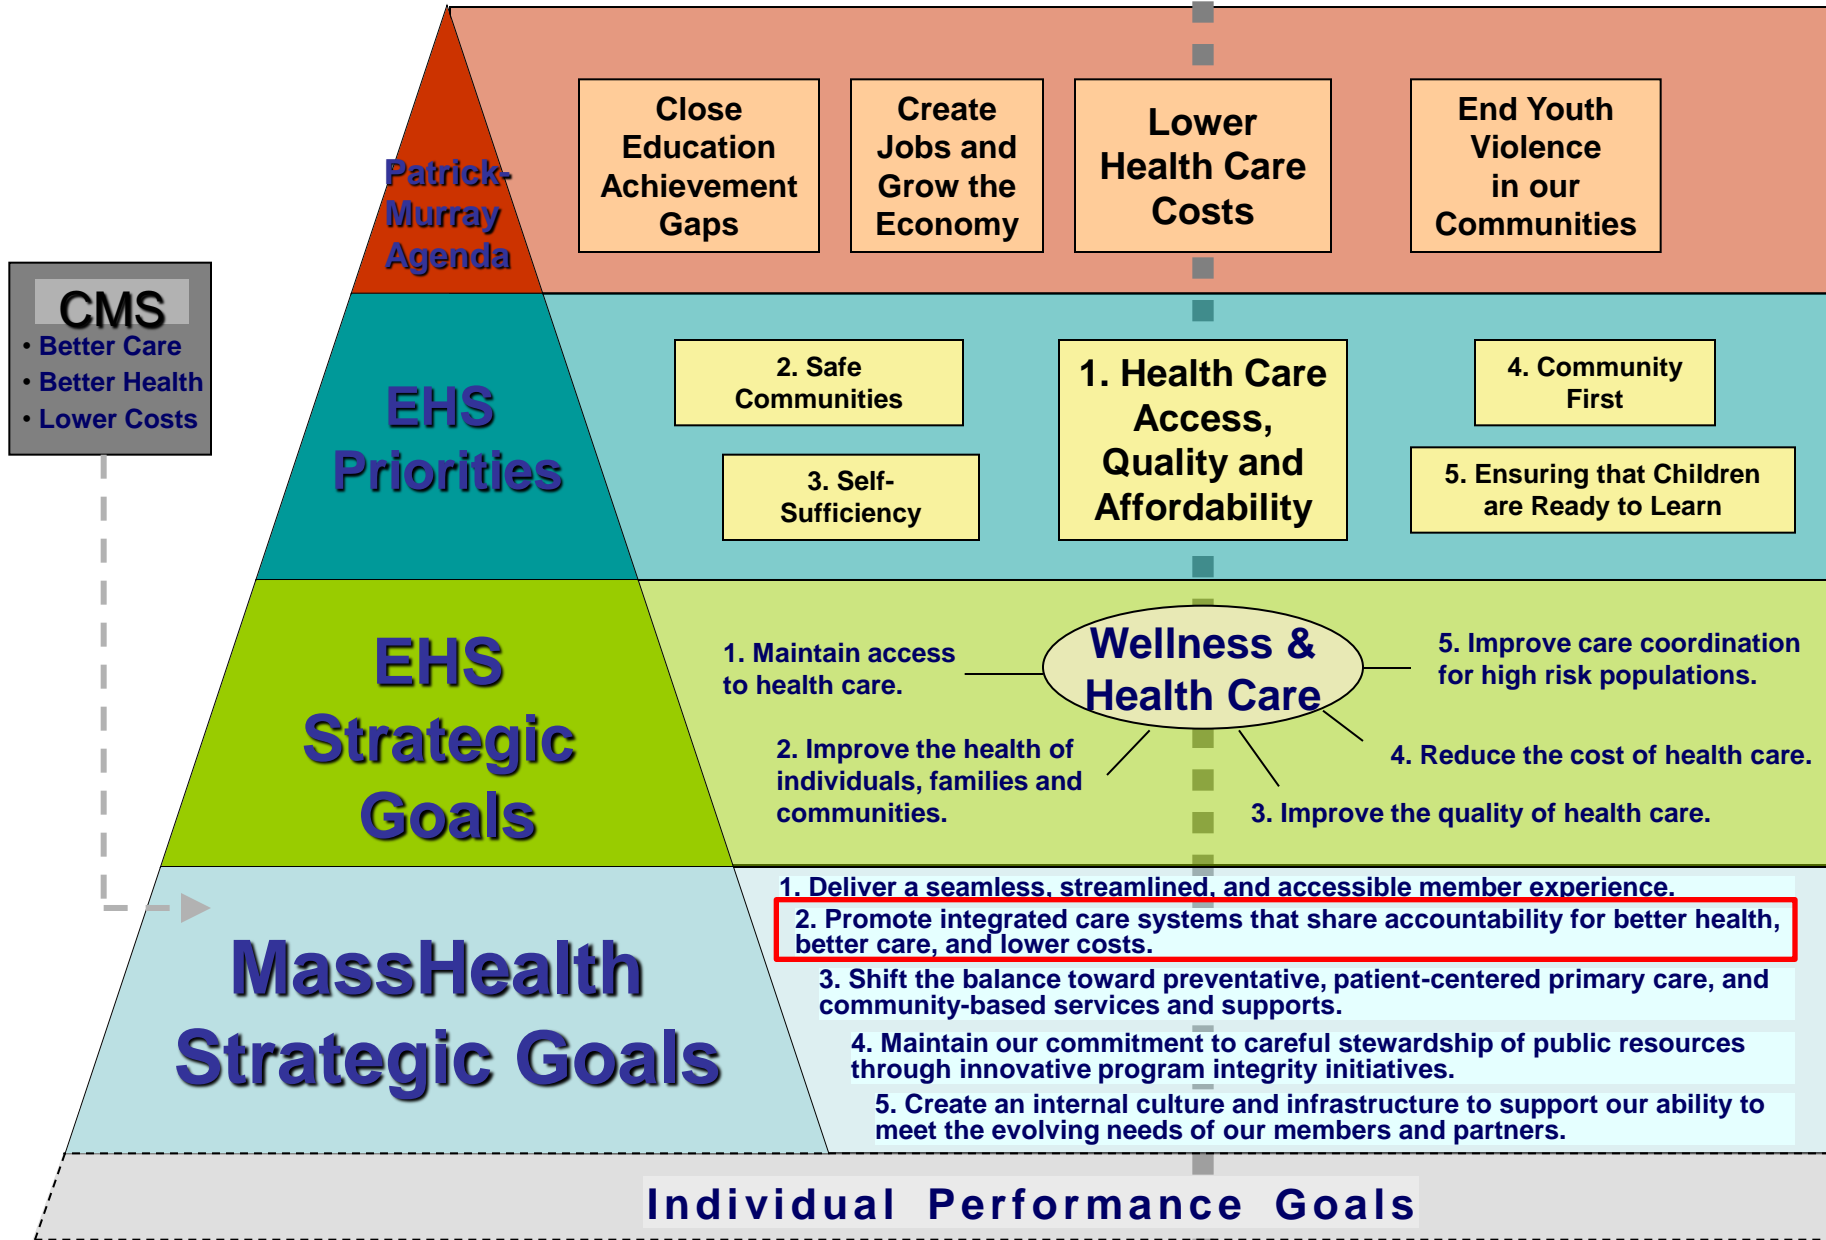 Patrick-
Murray
Agenda
Close
Education
Achievement
Gaps
Create
Jobs and
Grow the
Economy
Lower
Health Care
Costs
End Youth
Violence
in our
Communities
CMS
• Better Care
• Better Health
• Lower Costs
EHS
Priorities
2. Safe
Communities
3. Self-
Sufficiency
1. Health Care
Access,
Quality and
Affordability
4. Community
First
5. Ensuring that Children
are Ready to Learn
EHS
Strategic
Goals
Wellness &
Health Care
1. Maintain access
to health care.
2. Improve the health of
individuals, families and
communities.
3. Improve the quality of health care.
4. Reduce the cost of health care.
5. Improve care coordination
for high risk populations.
MassHealth
Strategic Goals
1. Deliver a seamless, streamlined, and accessible member experience.
2. Promote integrated care systems that share accountability for better health,
better care, and lower costs.
3. Shift the balance toward preventative, patient-centered primary care, and
community-based services and supports.
4. Maintain our commitment to careful stewardship of public resources
through innovative program integrity initiatives.
5. Create an internal culture and infrastructure to support our ability to
meet the evolving needs of our members and partners.
Individual Performance Goals